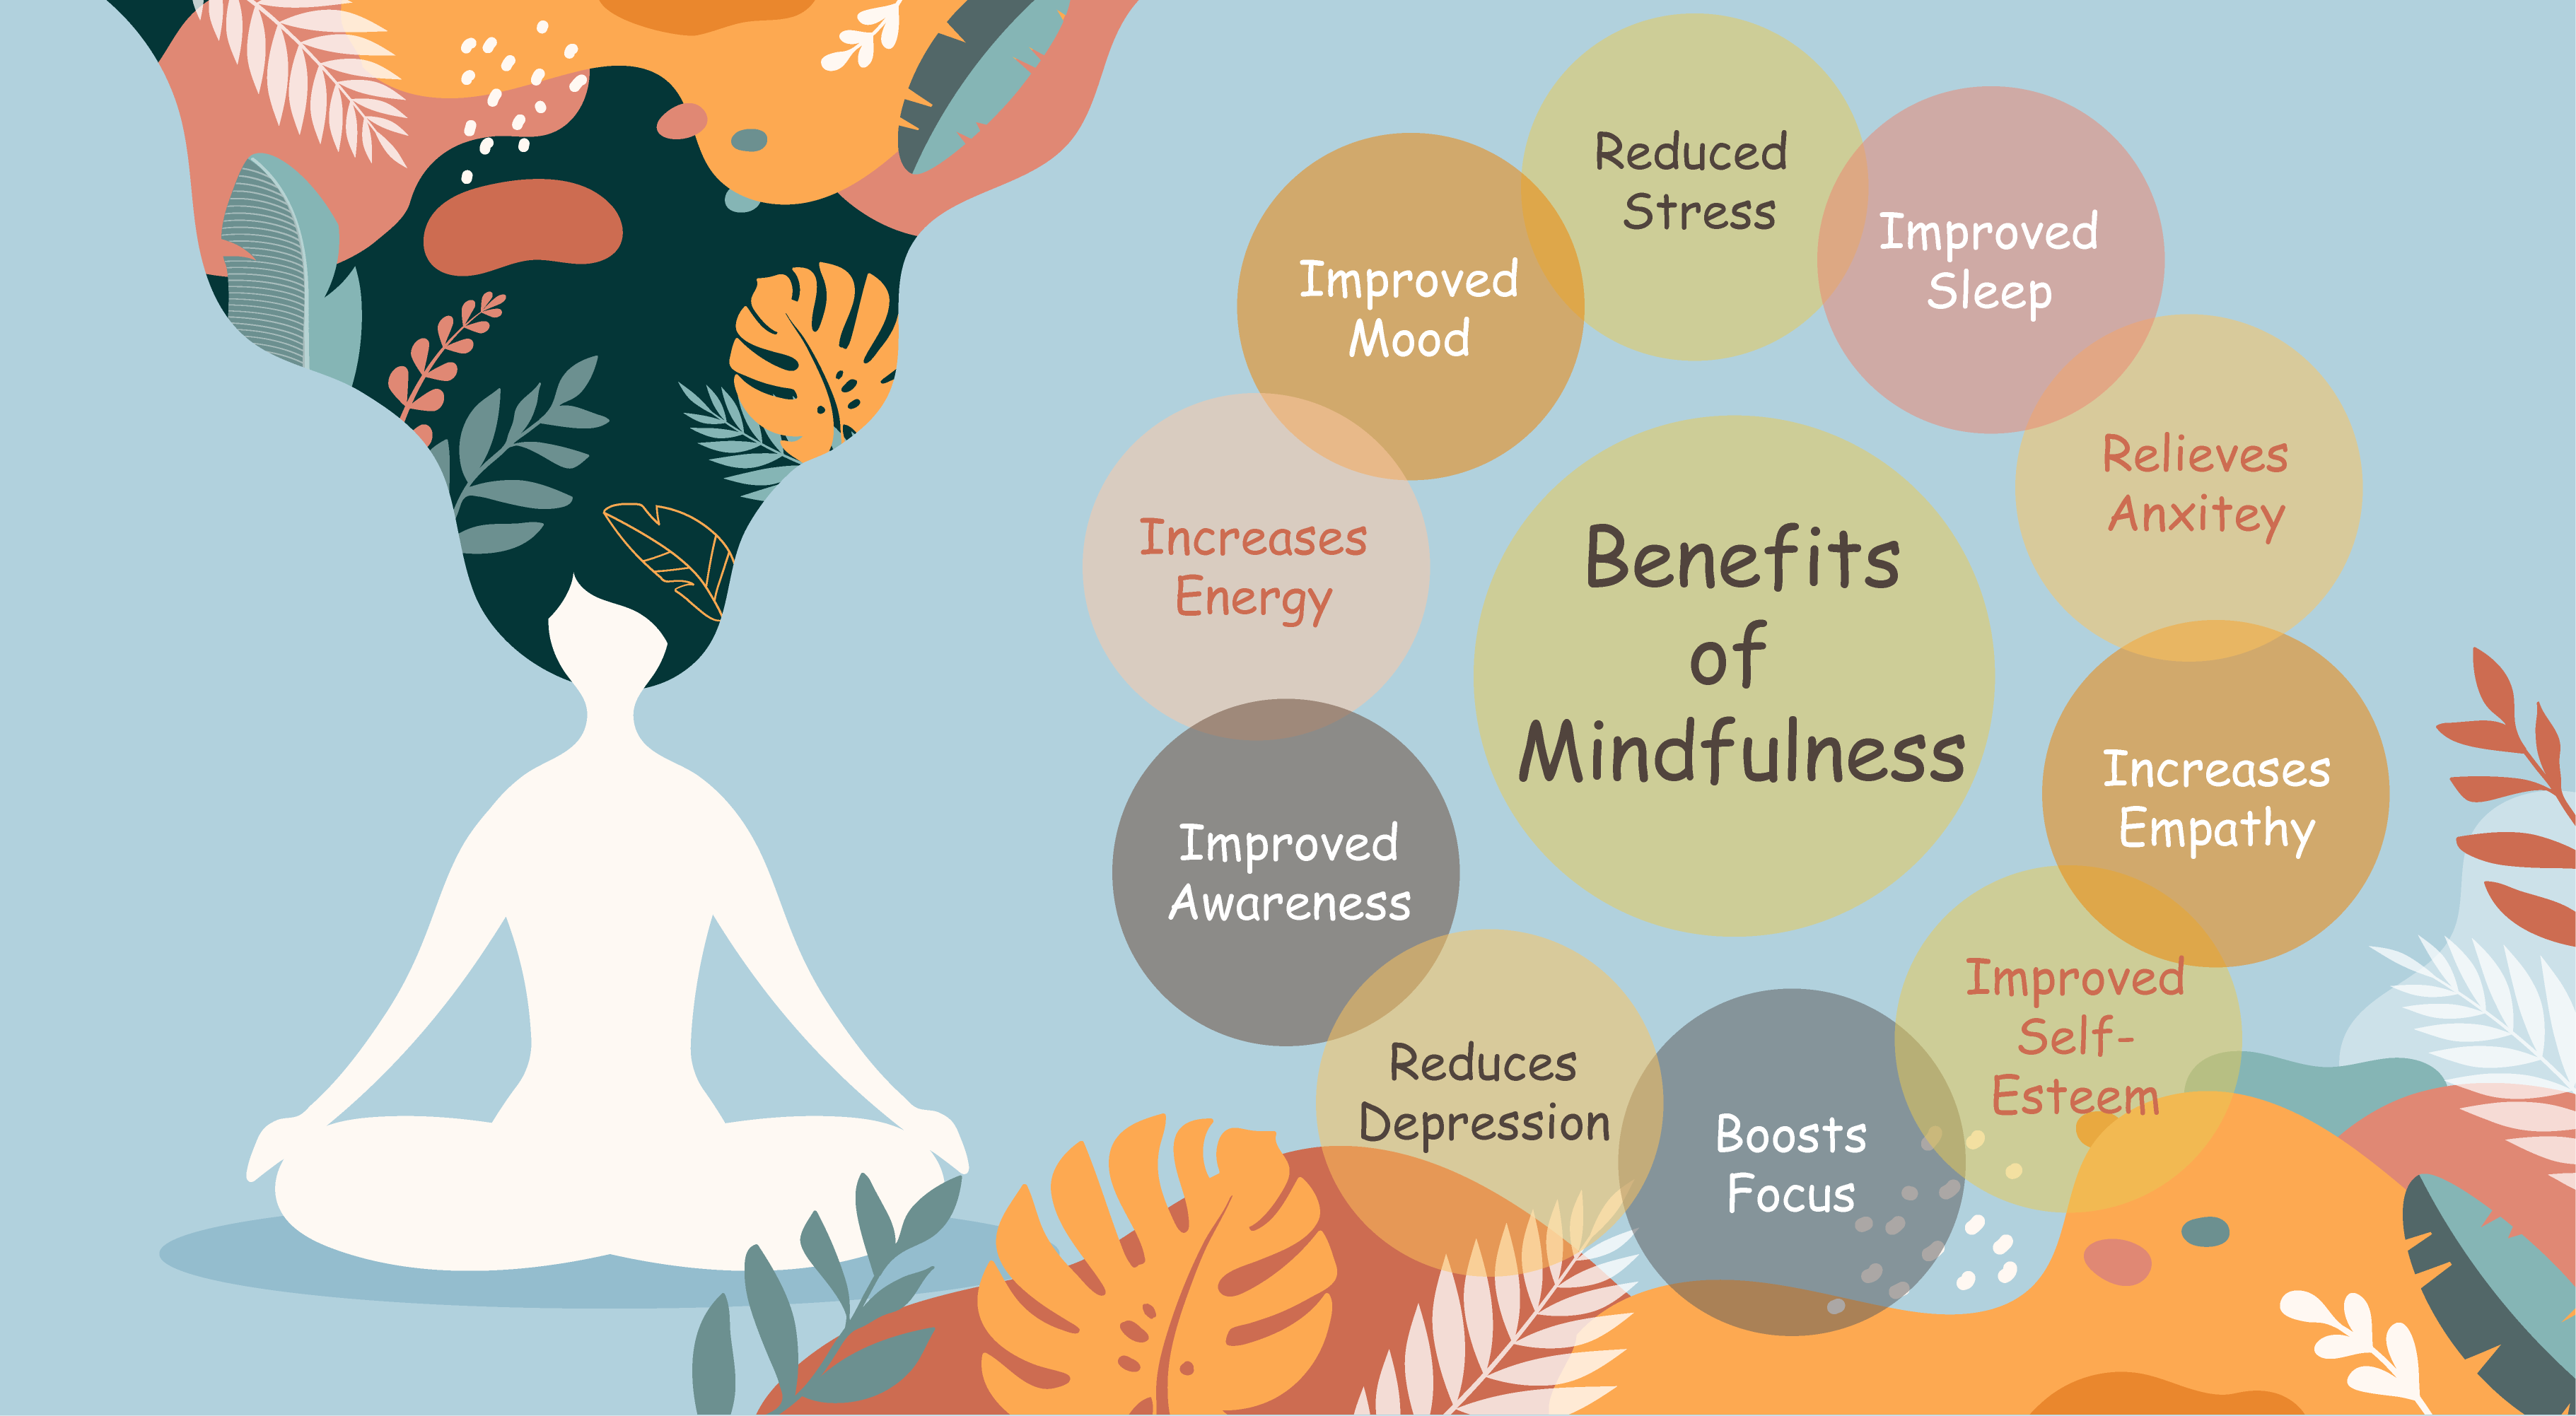 Benefits
of
Mindfulness
Reduced
Stress
Improved
Sleep
Relieves
Anxitey
Increases
Empathy
Improved
Self-
Esteem
Boosts
Focus
Reduces
Depression
Improved
Awareness
Increases
Energy
Improved
Mood